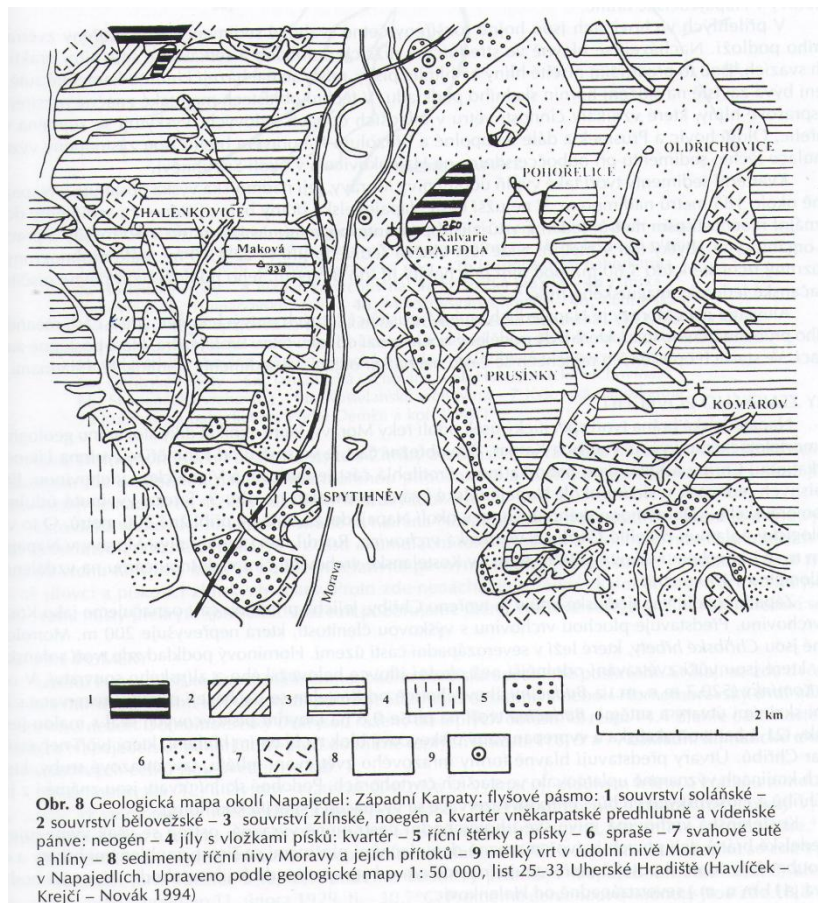 OLDŘICHOVICE
POHOŘELICE
HALENKOVICE
260
Kalvarie
NAPAJEDLA
Maková
338
PRUSÍNKY
KOMÁROV
SPYTIHNĚV
Morava
1 2 3 4 5
0 2 km
6 7 8 9
Obr. 8 Geologická mapa okolí Napajedel: Západní Karpaty: flyšové pásmo: 1 souvrství soláňské –
2 souvrství bělovežské – 3 souvrství zlínské, noegén a kvartér vněkarpatské předhlubně a vídeňské
pánve: neogén – 4 jíly s vložkami písků: kvartér – 5 říční štěrky a písky – 6 spraše – 7 svahové sutě
a hlíny – 8 sedimenty říční nivy Moravy a jejích přítoků – 9 mělký vrt v údolní nivě Moravy
v Napajedlích. Upraveno podle geologické mapy 1: 50 000, list 25–33 Uherské Hradiště (Havlíček –
Krejčí – Novák 1994)